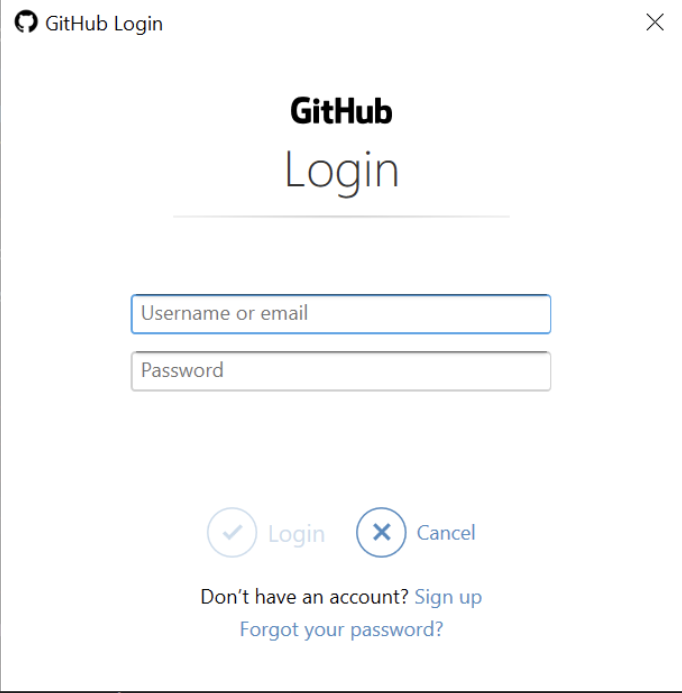 GitHub Login
GitHub
Login
Username or email
Password
Login Cancel
Don’t have an account? Sign up
Forgot your password?